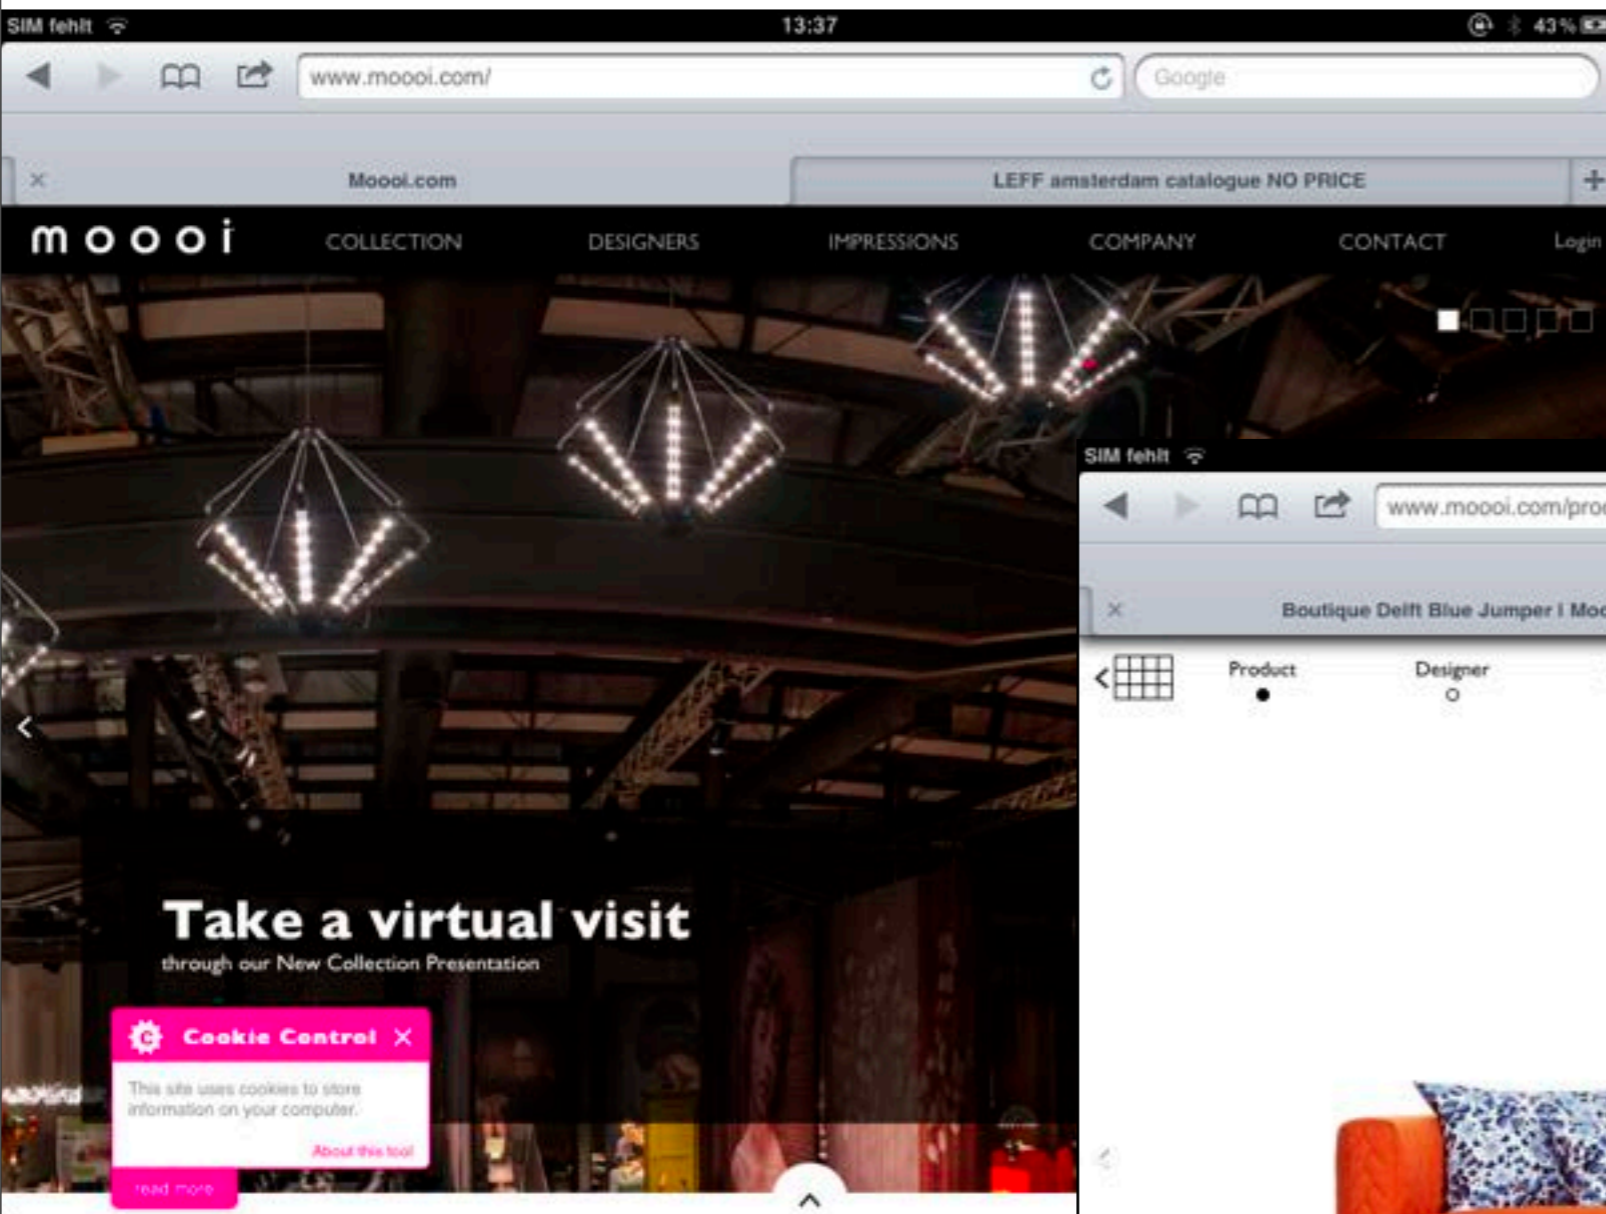 SIM fehlt 13:37 43%
www.moooi.com/ Google
Moooi.com LEFF amsterdam catalogue NO PRICE
moooi COLLECTION DESIGNERS IMPRESSIONS COMPANY CONTACT Login
SIM fehlt
www.moooi.com/prod
Boutique Delft Blue Jumper | Moo
Product Designer
Take a virtual visit
through our New Collection Presentation
C Cookie Control
This site uses cookies to store
information on your computer.
About this tool
read more